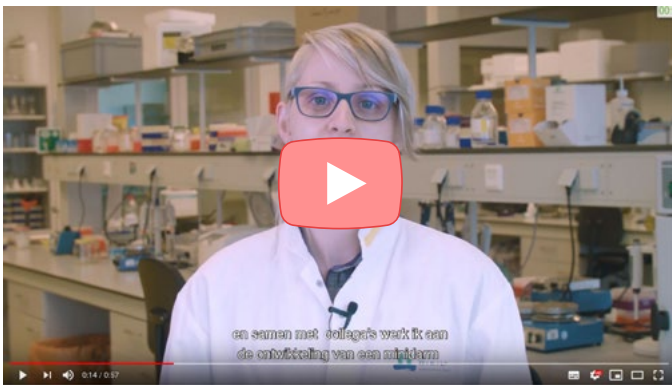 en samen met collega's werk ik aan
de ontwikkeling van een minidarm
0:14 / 0:57